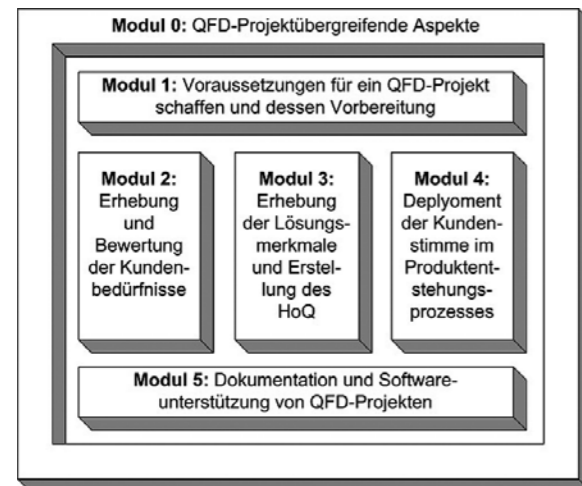 Modul 0: QFD-Projektübergreifende Aspekte
Modul 1: Voraussetzungen für ein QFD-Projekt
schaffen und dessen Vorbereitung
Modul 2:
Erhebung
und
Bewertung
der Kunden-
bedürfnisse
Modul 3:
Erhebung
der Lösungs-
merkmale
und Erstel-
lung des
HoQ
Modul 4:
Deplyoment
der Kunden-
stimme im
Produktent-
stehungs-
prozesses
Modul 5: Dokumentation und Software-
unterstützung von QFD-Projekten